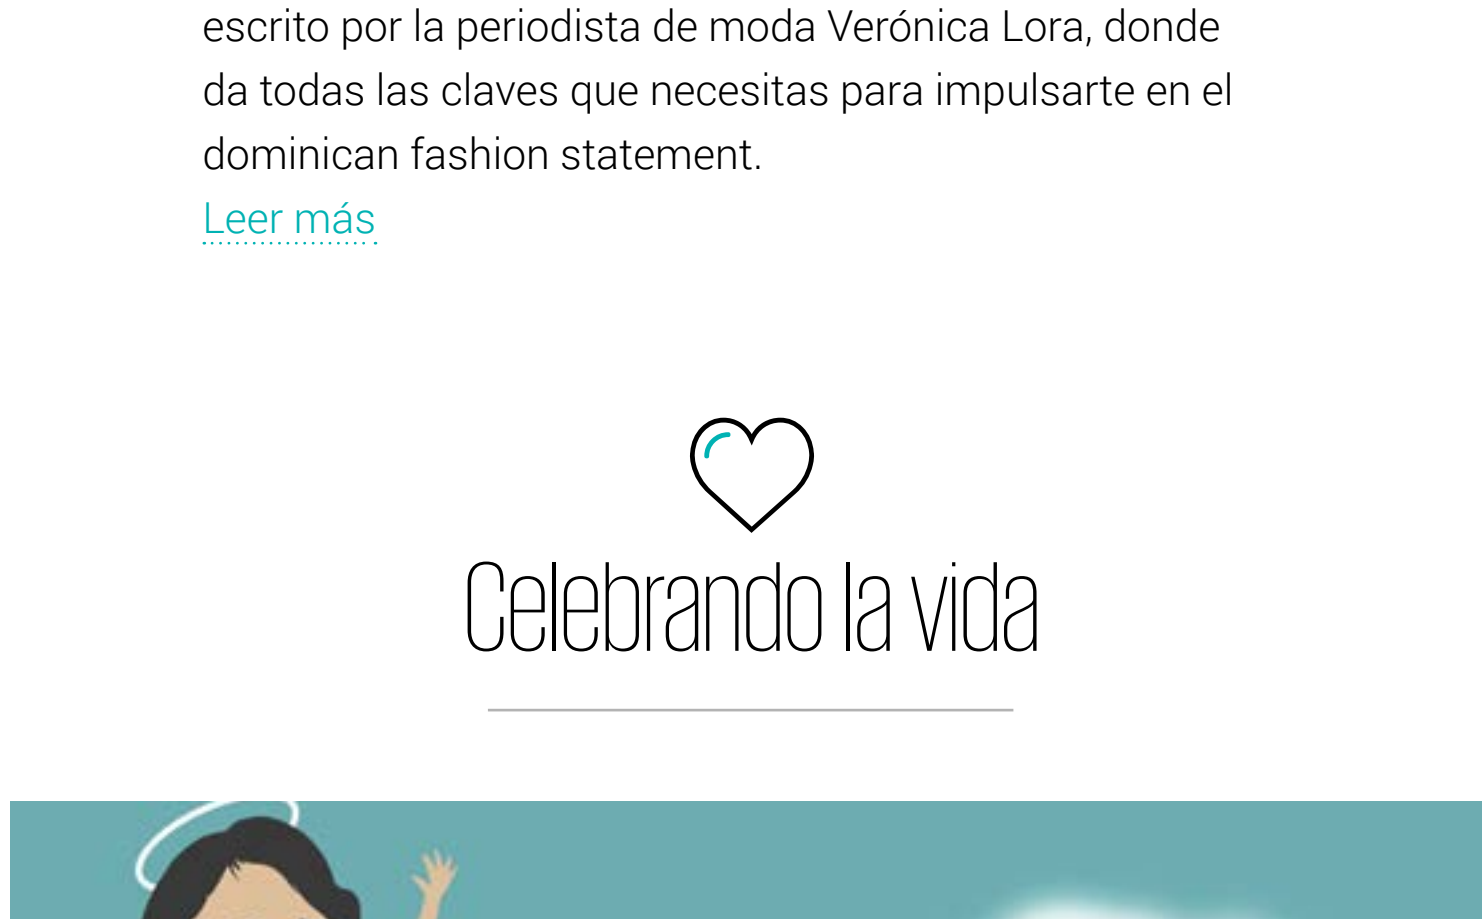 escrito por la periodista de moda Verónica Lora, donde
da todas las claves que necesitas para impulsarte en el
dominican fashion statement.
Leer más
Celebrando la vida